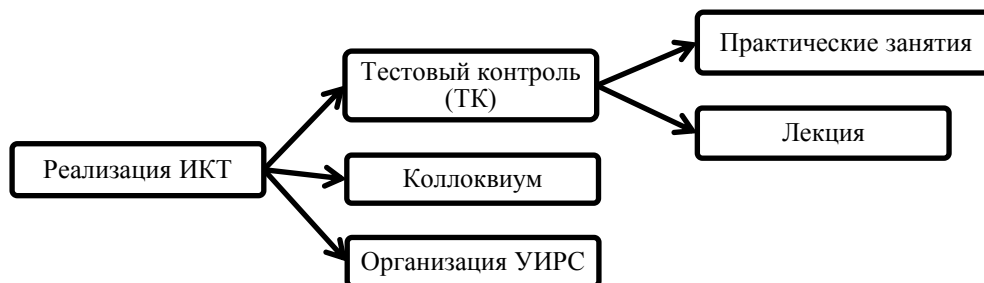 Реализация ИКТ
Тестовый контроль
(ТК)
Коллоквиум
Организация УИРС
Практические занятия
Лекция